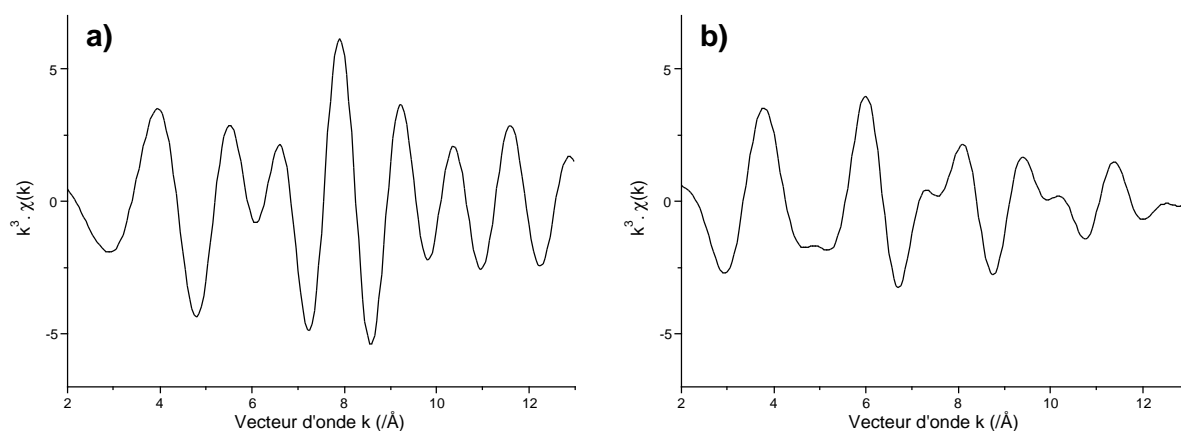 a)
5
0
-5
k³ . χ(k)
2 4 6 8 10 12
Vecteur d'onde k (/Å)
b)
5
0
-5
k³ . χ(k)
2 4 6 8 10 12
Vecteur d'onde k (/Å)